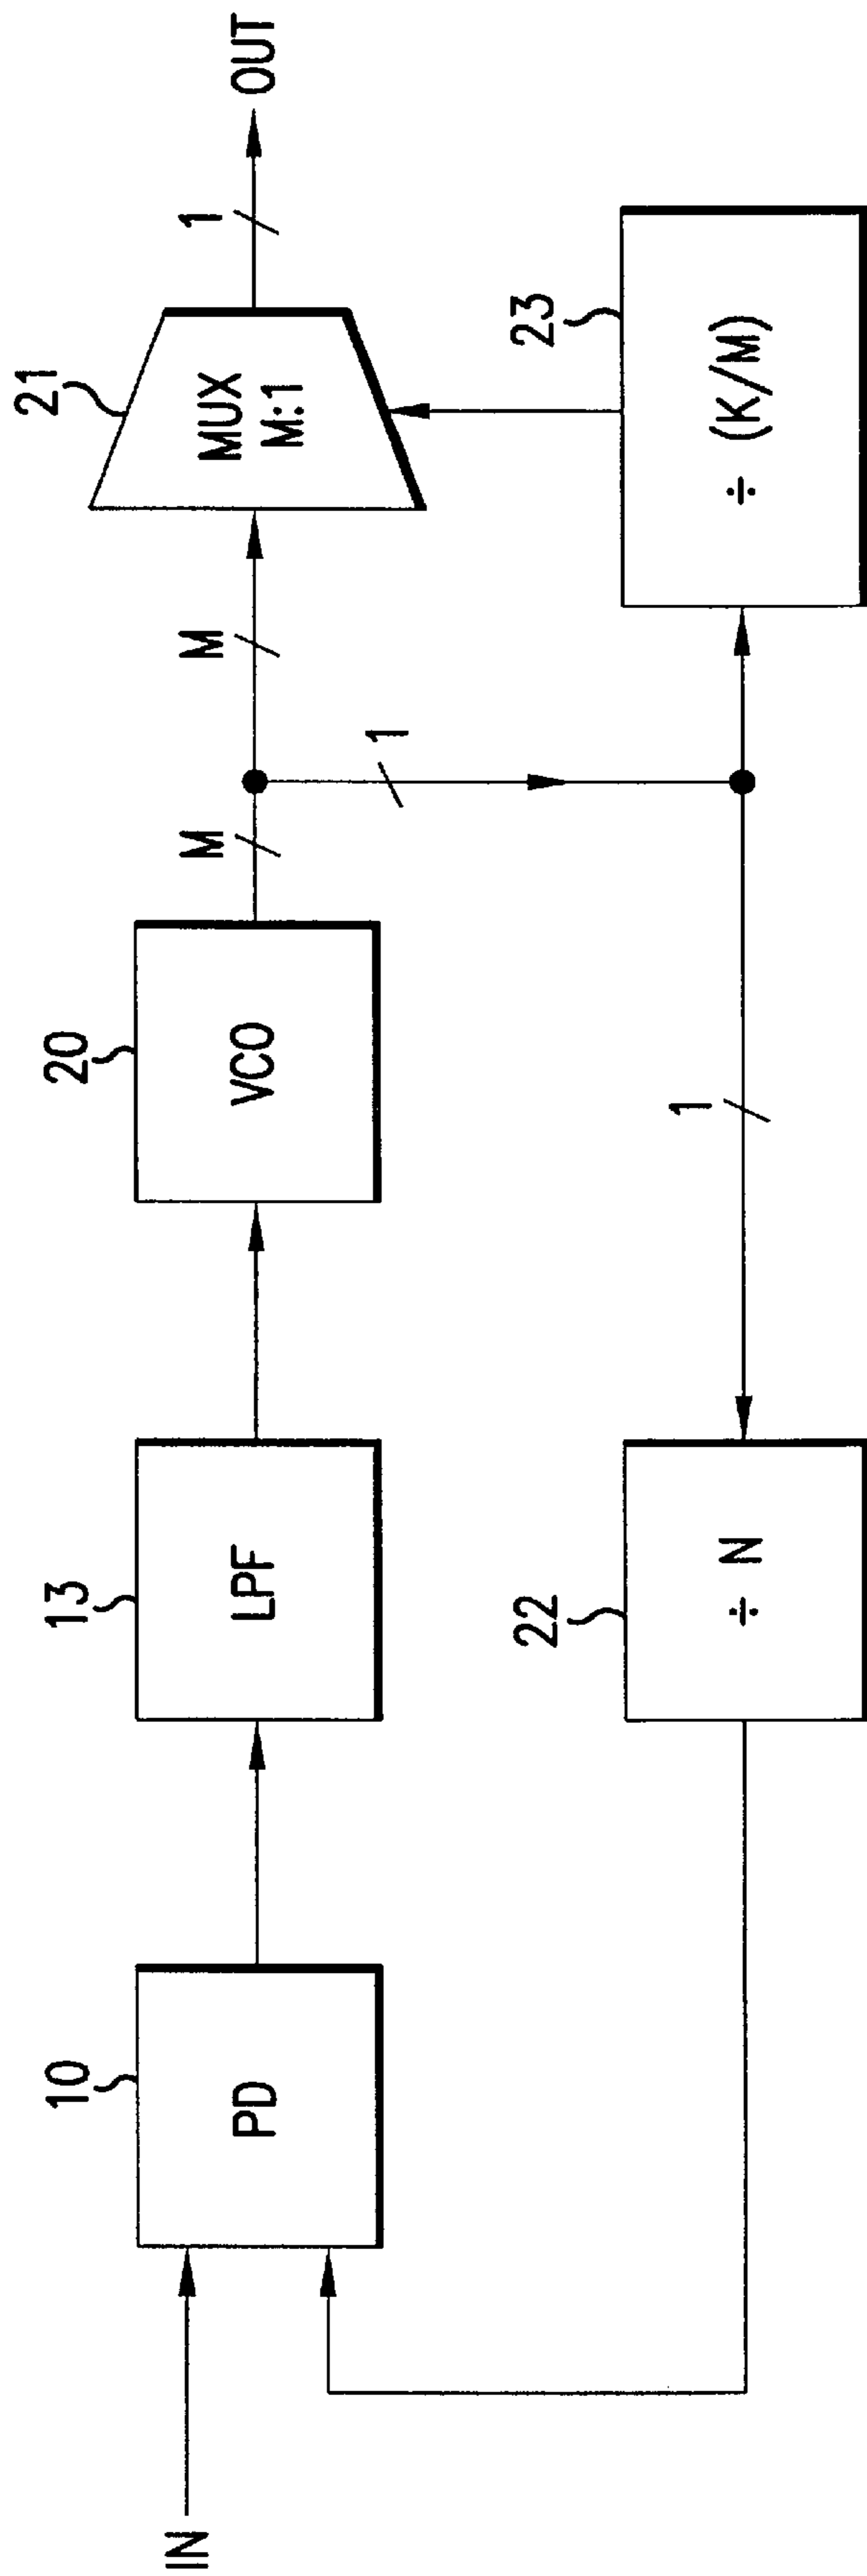 IN
10
PD
13
LPF
20
VCO
M
M
21
MUX
M:1
1
OUT
1
1
22
÷ N
23
÷ (K/M)